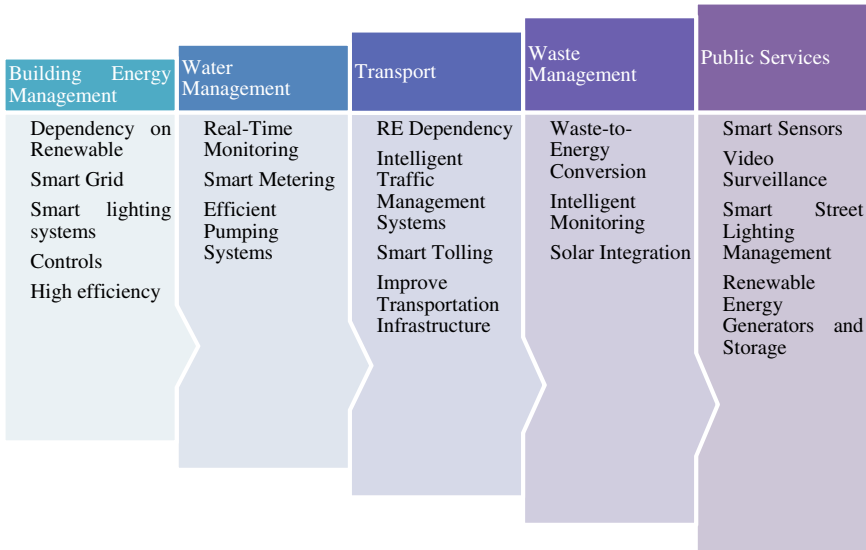 Building Energy
Management
Dependency on
Renewable
Smart Grid
Smart lighting
systems
Controls
High efficiency
Water
Management
Real-Time
Monitoring
Smart Metering
Efficient
Pumping
Systems
Transport
RE Dependency
Intelligent
Traffic
Management
Systems
Smart Tolling
Improve
Transportation
Infrastructure
Waste
Management
Waste-to-
Energy
Conversion
Intelligent
Monitoring
Solar Integration
Public Services
Smart Sensors
Video
Surveillance
Smart Street
Lighting
Management
Renewable
Energy
Generators and
Storage